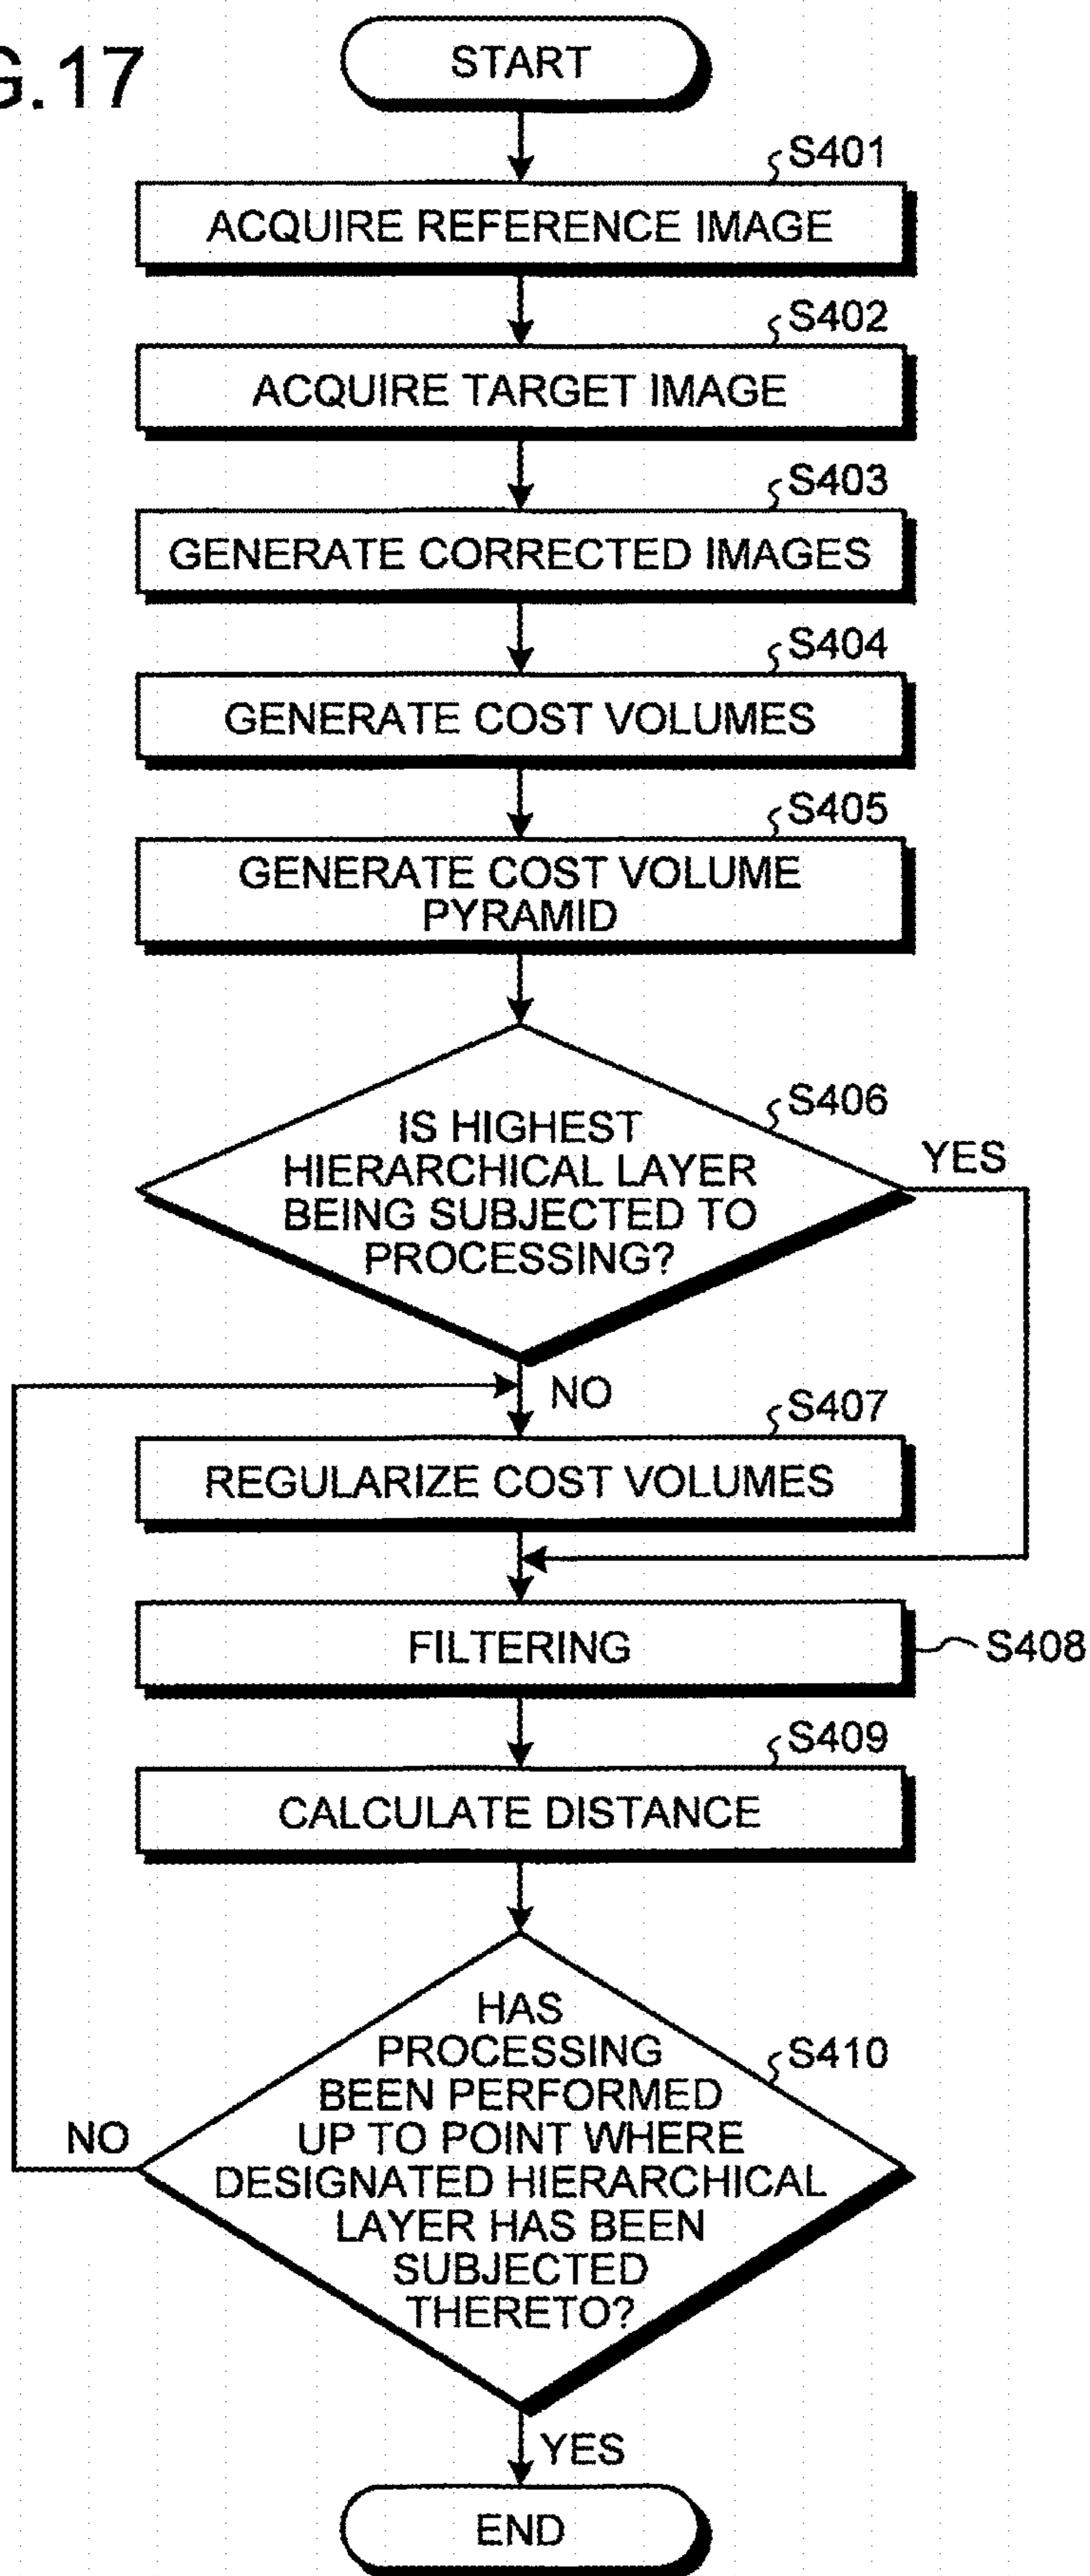 G.17
START
S401
ACQUIRE REFERENCE IMAGE
S402
ACQUIRE TARGET IMAGE
S403
GENERATE CORRECTED IMAGES
S404
GENERATE COST VOLUMES
S405
GENERATE COST VOLUME
PYRAMID
S406
IS HIGHEST
HIERARCHICAL LAYER
BEING SUBJECTED TO
PROCESSING?
YES
NO
S407
REGULARIZE COST VOLUMES
FILTERING
S408
S409
CALCULATE DISTANCE
S410
HAS
PROCESSING
BEEN PERFORMED
UP TO POINT WHERE
DESIGNATED HIERARCHICAL
LAYER HAS BEEN
SUBJECTED
THERETO?
NO
YES
END